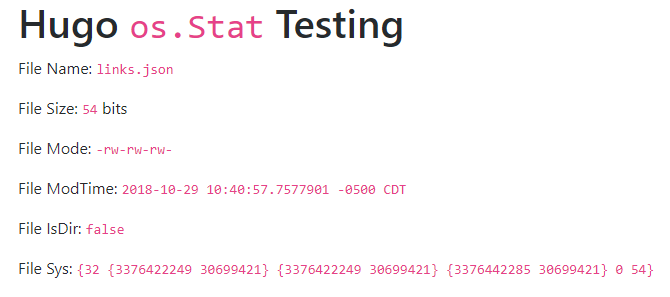 Hugo os.Stat Testing
File Name: links.json
File Size: 54 bits
File Mode: -rw-rw-rw-
File ModTime: 2018-10-29 10:40:57.7577901 -0500 CDT
File IsDir: false
File Sys: {32 {3376422249 30699421} {3376422249 30699421} {3376442285 30699421} 0 54}